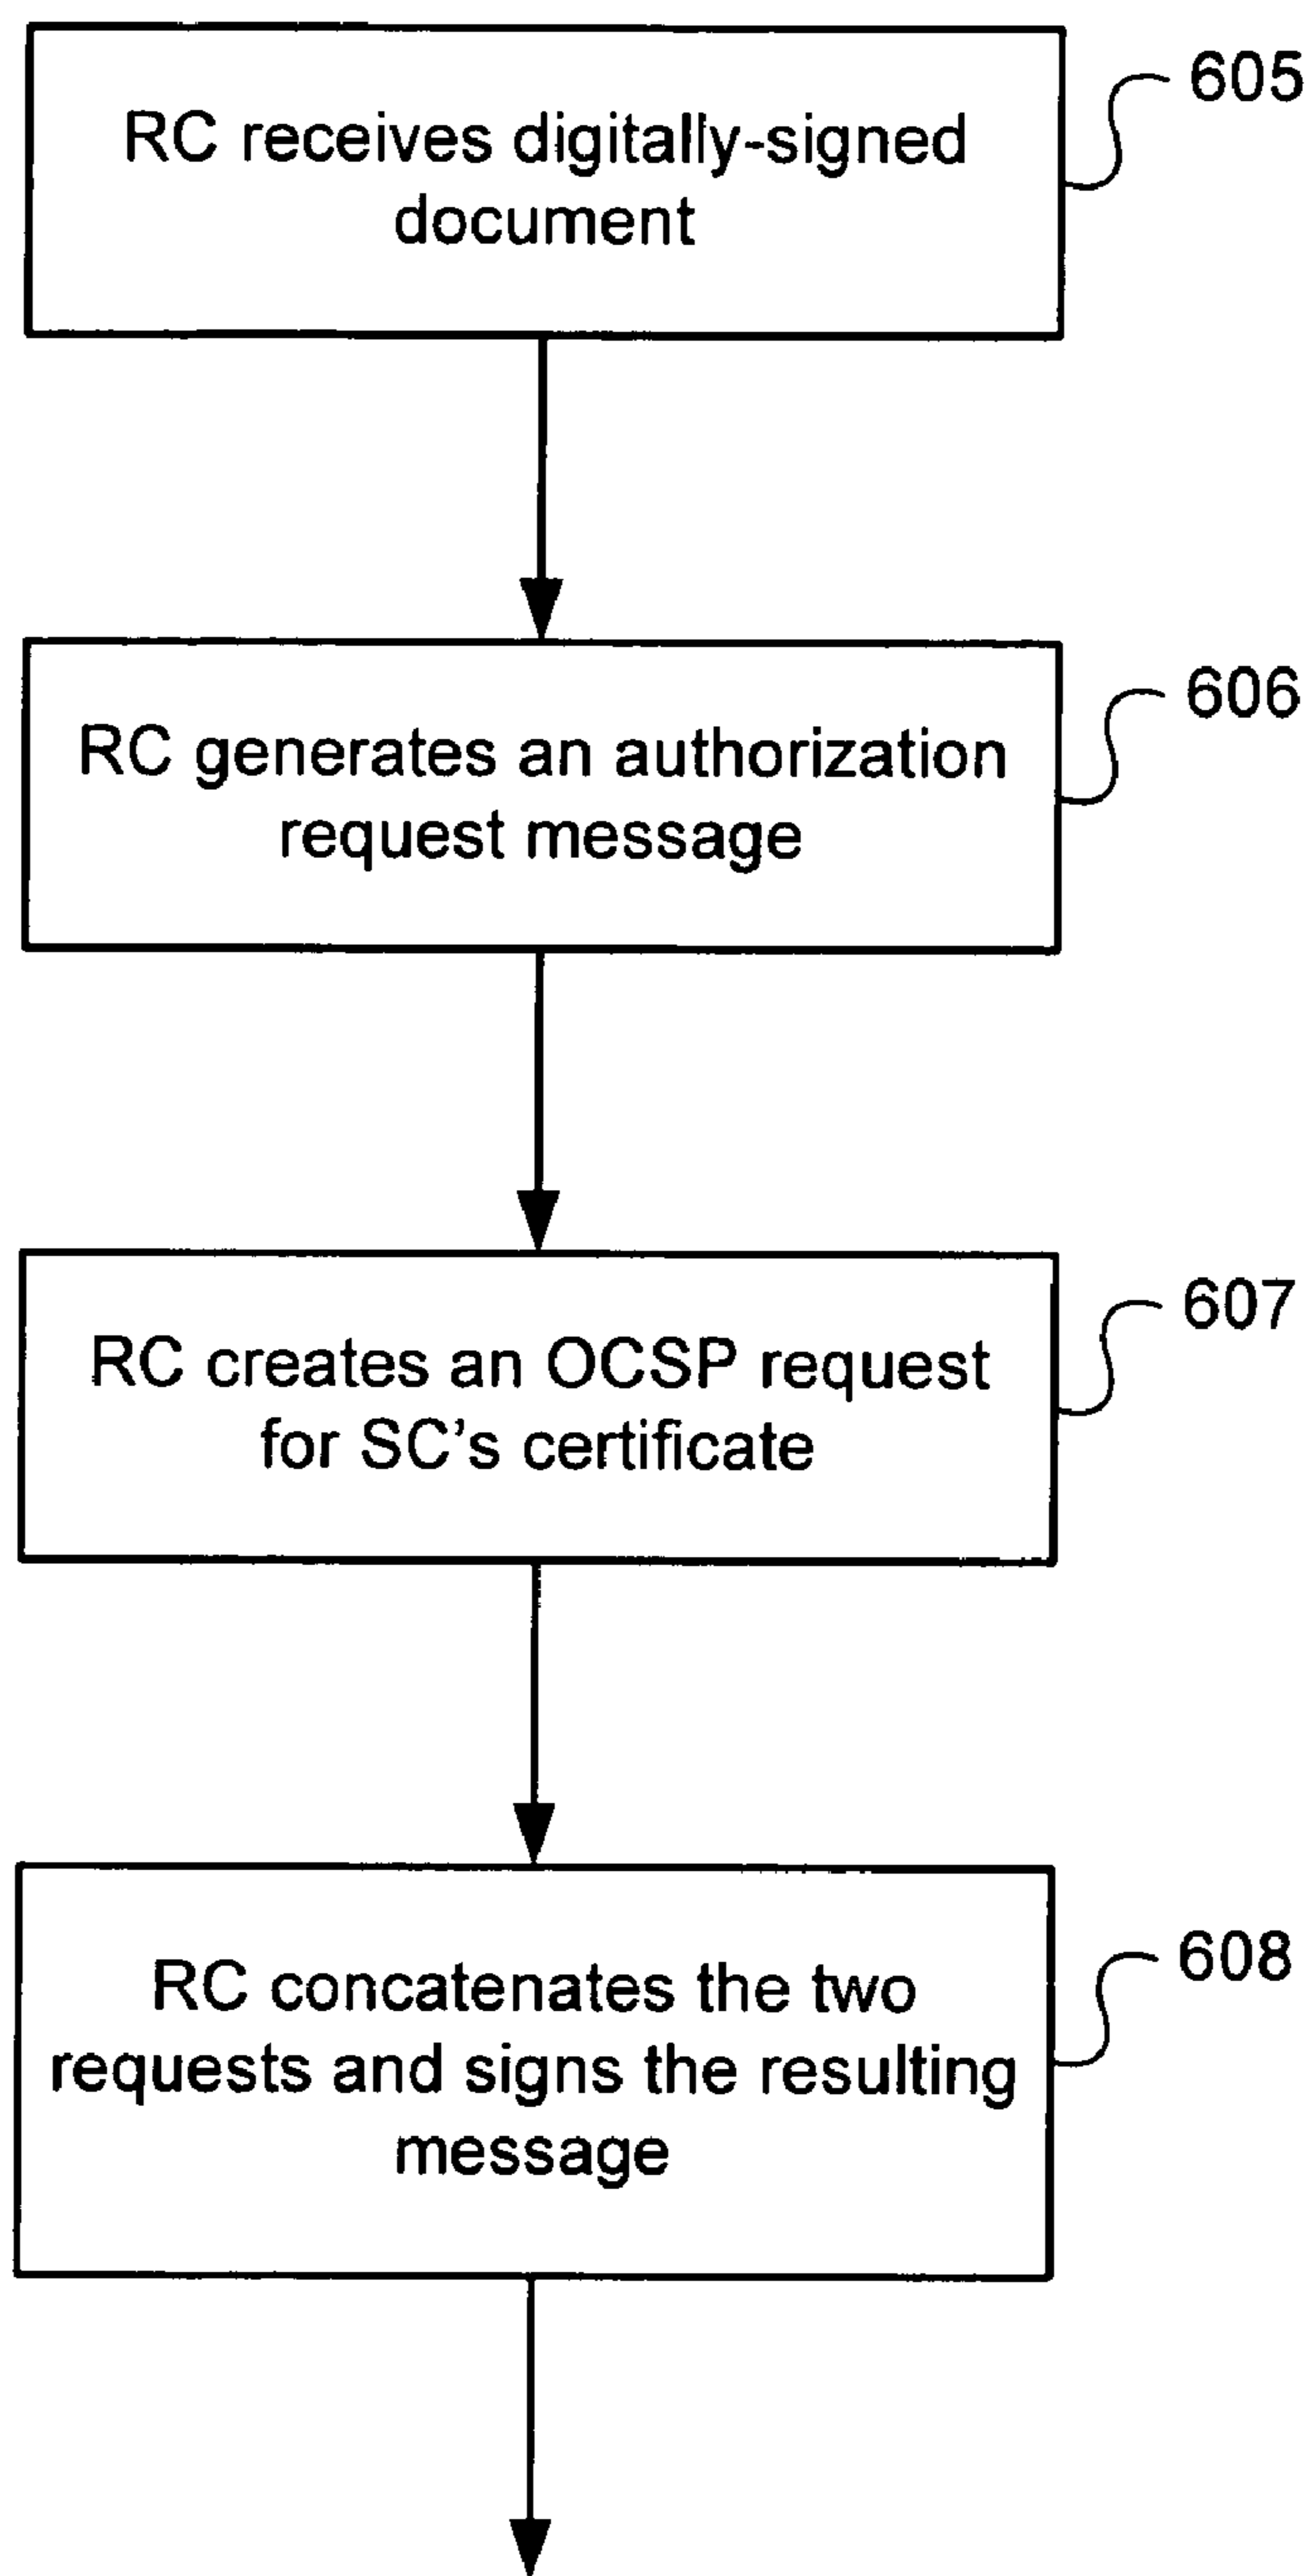 RC receives digitally-signed
document
605
RC generates an authorization
request message
606
RC creates an OCSP request
for SC’s certificate
607
RC concatenates the two
requests and signs the resulting
message
608